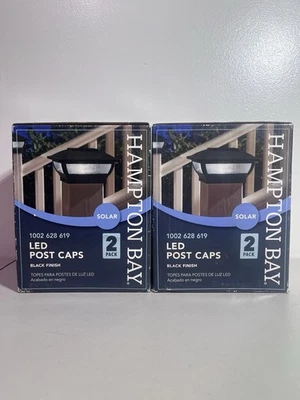 HAMPTON BAY
SOLAR
1002 628 619
LED
POST CAPS
2
PACK
BLACK FINISH
TOPES PARA POSTES DE LUZ LED
Acabado en negro
HAMPTON BAY
SOLAR
1002 628 619
LED
POST CAPS
2
PACK
BLACK FINISH
TOPES PARA POSTES DE LUZ LED
Acabado en negro